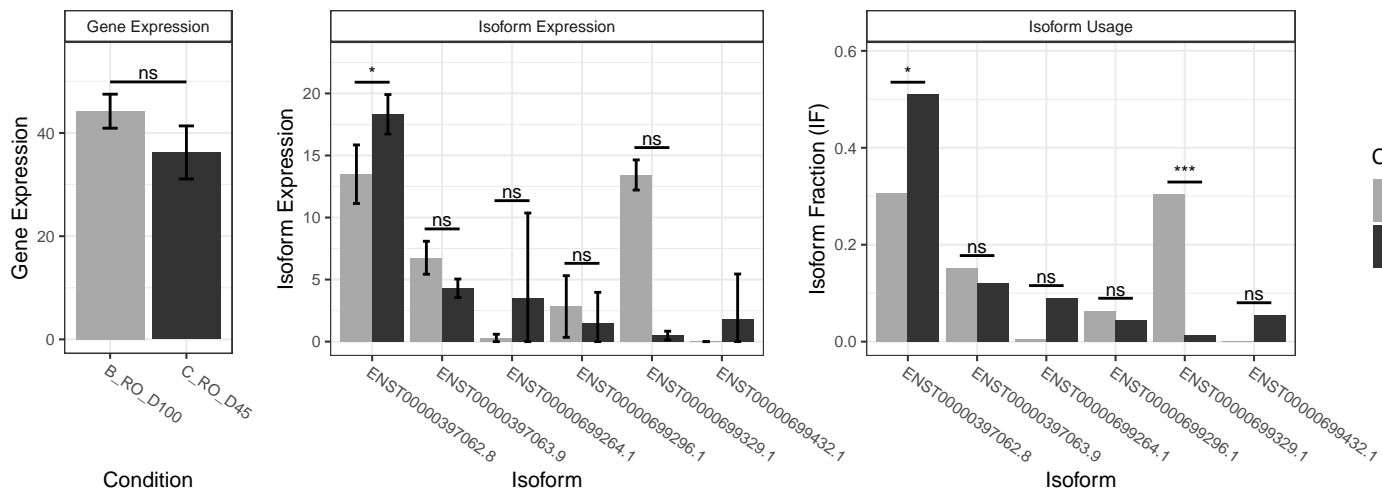 Gene Expression
Isoform Expression
Isoform Usage
Gene Expression
0
20
40
ns
B_RO_D100
C_RO_D45
Condition
Isoform Expression
0
5
10
15
20
*
ns
ns
ns
ns
ENST00000397062.8
ENST00000397063.9
ENST00000699264.1
ENST00000699296.1
ENST00000699329.1
ENST00000699432.1
Isoform
Isoform Fraction (IF)
0.0
0.2
0.4
0.6
*
ns
ns
ns
***
ns
ENST00000397062.8
ENST00000397063.9
ENST00000699264.1
ENST00000699296.1
ENST00000699329.1
ENST00000699432.1
Isoform